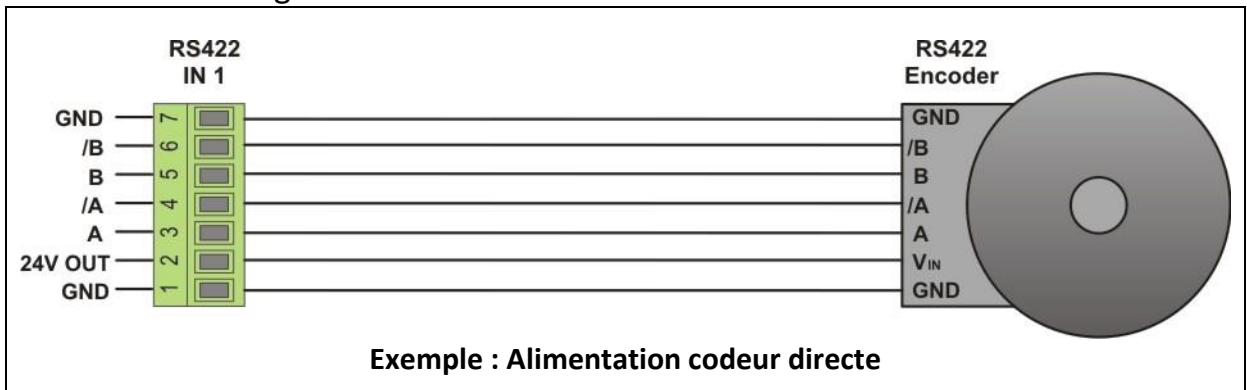 RS422
IN 1
RS422
Encoder
GND 7 GND
/B 6 /B
B 5 B
/A 4 /A
A 3 A
24V OUT 2 VIN
GND 1 GND
Exemple : Alimentation codeur directe